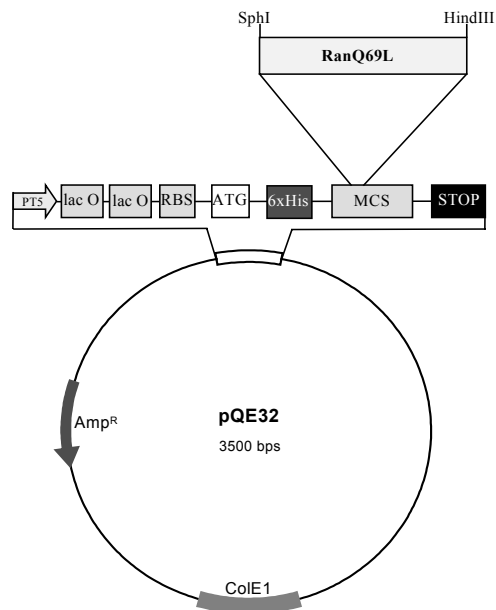 SphI HindIII
RanQ69L
PT5 lac O lac O RBS ATG 6xHis MCS STOP
Ampᴿ
pQE32
3500 bps
ColE1